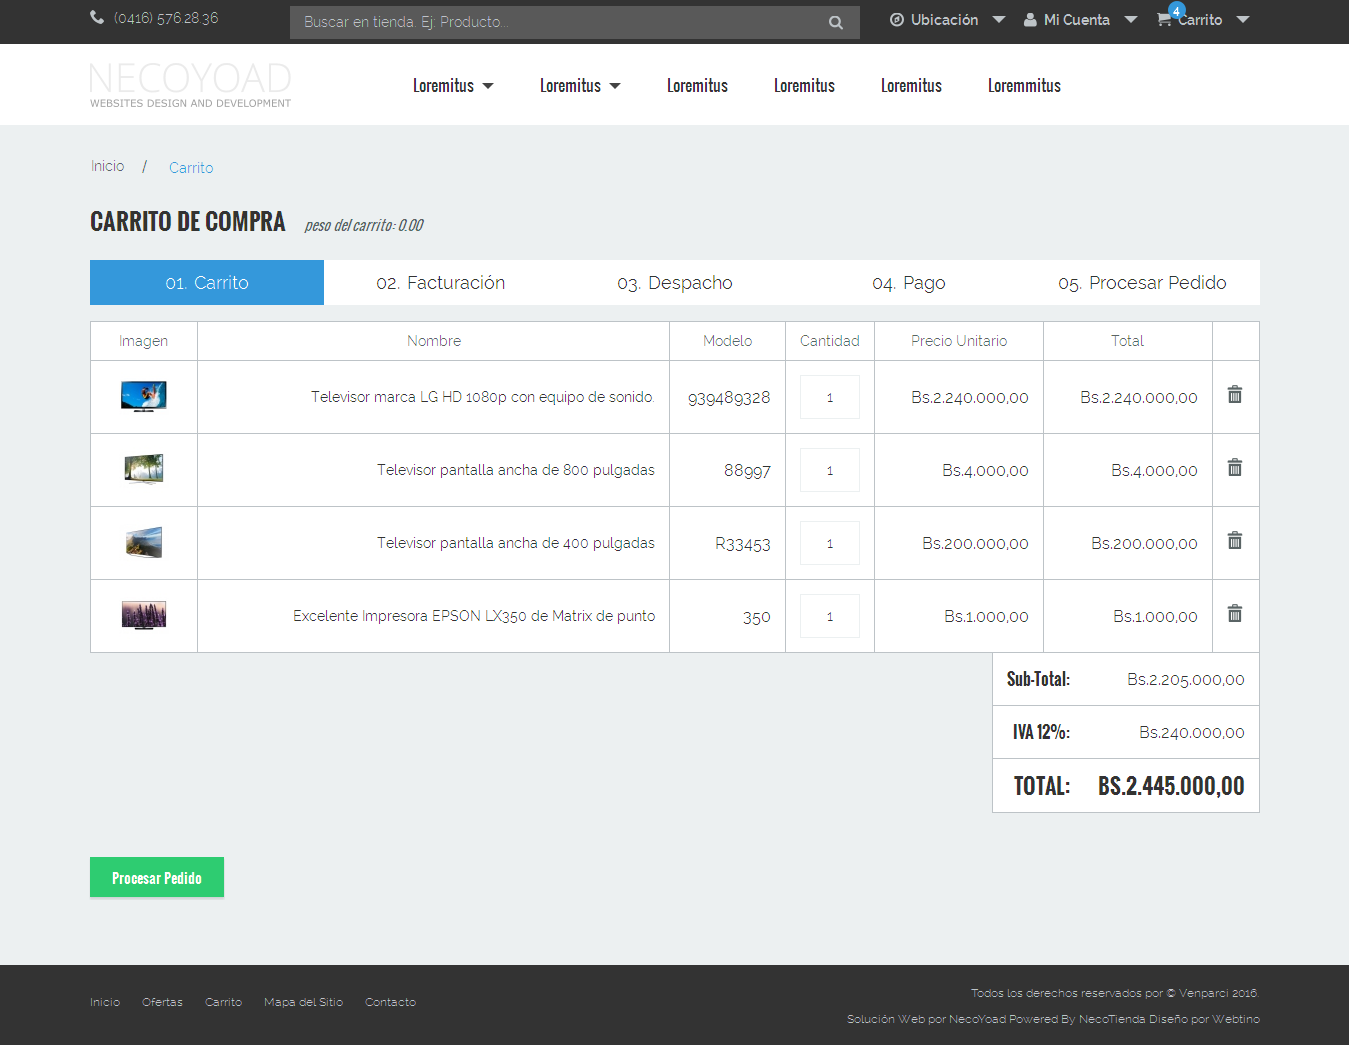 (0416) 576.28.36
Buscar en tienda. Ej: Producto...
Ubicación
Mi Cuenta
4
Carrito
NECOYOAD
WEBSITES DESIGN AND DEVELOPMENT
Loremitus
Loremitus
Loremitus
Loremitus
Loremitus
Loremmitus
Inicio / Carrito
CARRITO DE COMPRA peso del carrito: 0.00
01. Carrito
02. Facturación
03. Despacho
04. Pago
05. Procesar Pedido
Imagen Nombre Modelo Cantidad Precio Unitario Total
Televisor marca LG HD 1080p con equipo de sonido. 939489328 1 Bs.2.240.000,00 Bs.2.240.000,00
Televisor pantalla ancha de 800 pulgadas 88997 1 Bs.4.000,00 Bs.4.000,00
Televisor pantalla ancha de 400 pulgadas R33453 1 Bs.200.000,00 Bs.200.000,00
Excelente Impresora EPSON LX350 de Matrix de punto 350 1 Bs.1.000,00 Bs.1.000,00
Sub-Total: Bs.2.205.000,00
IVA 12%: Bs.240.000,00
TOTAL: BS.2.445.000,00
Procesar Pedido
Inicio Ofertas Carrito Mapa del Sitio Contacto
Todos los derechos reservados por © Venparci 2016.
Solución Web por NecoYoad Powered By NecoTienda Diseño por Webtino